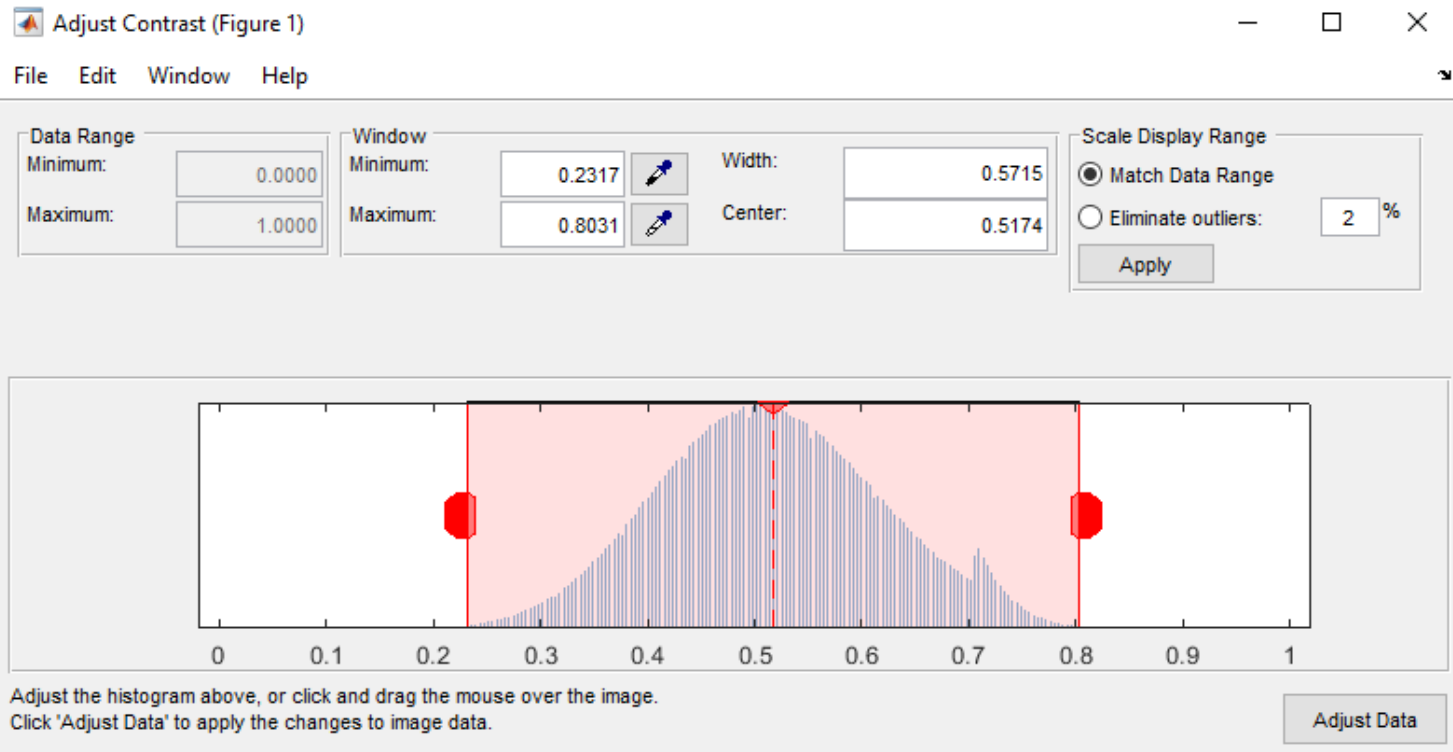 Adjust Contrast (Figure 1)
File Edit Window Help
Data Range
Minimum: 0.0000
Maximum: 1.0000
Window
Minimum: 0.2317
Maximum: 0.8031
Width: 0.5715
Center: 0.5174
Scale Display Range
Match Data Range
Eliminate outliers: 2 %
Apply
0 0.1 0.2 0.3 0.4 0.5 0.6 0.7 0.8 0.9 1
Adjust the histogram above, or click and drag the mouse over the image.
Click 'Adjust Data' to apply the changes to image data.
Adjust Data